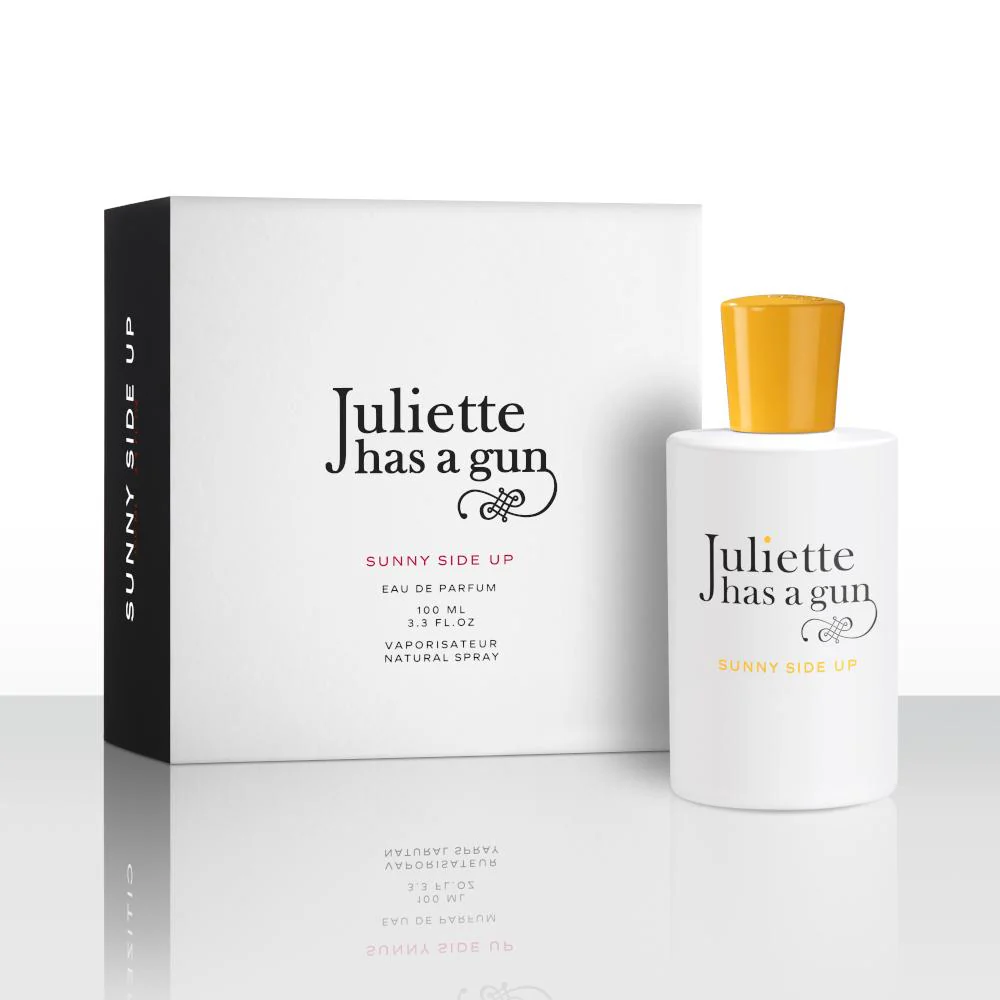 SUNNY SIDE UP
Juliette
has a gun
SUNNY SIDE UP
EAU DE PARFUM
100 ML
3.3 FL.OZ
VAPORISATEUR
NATURAL SPRAY
Juliette
has a gun
SUNNY SIDE UP